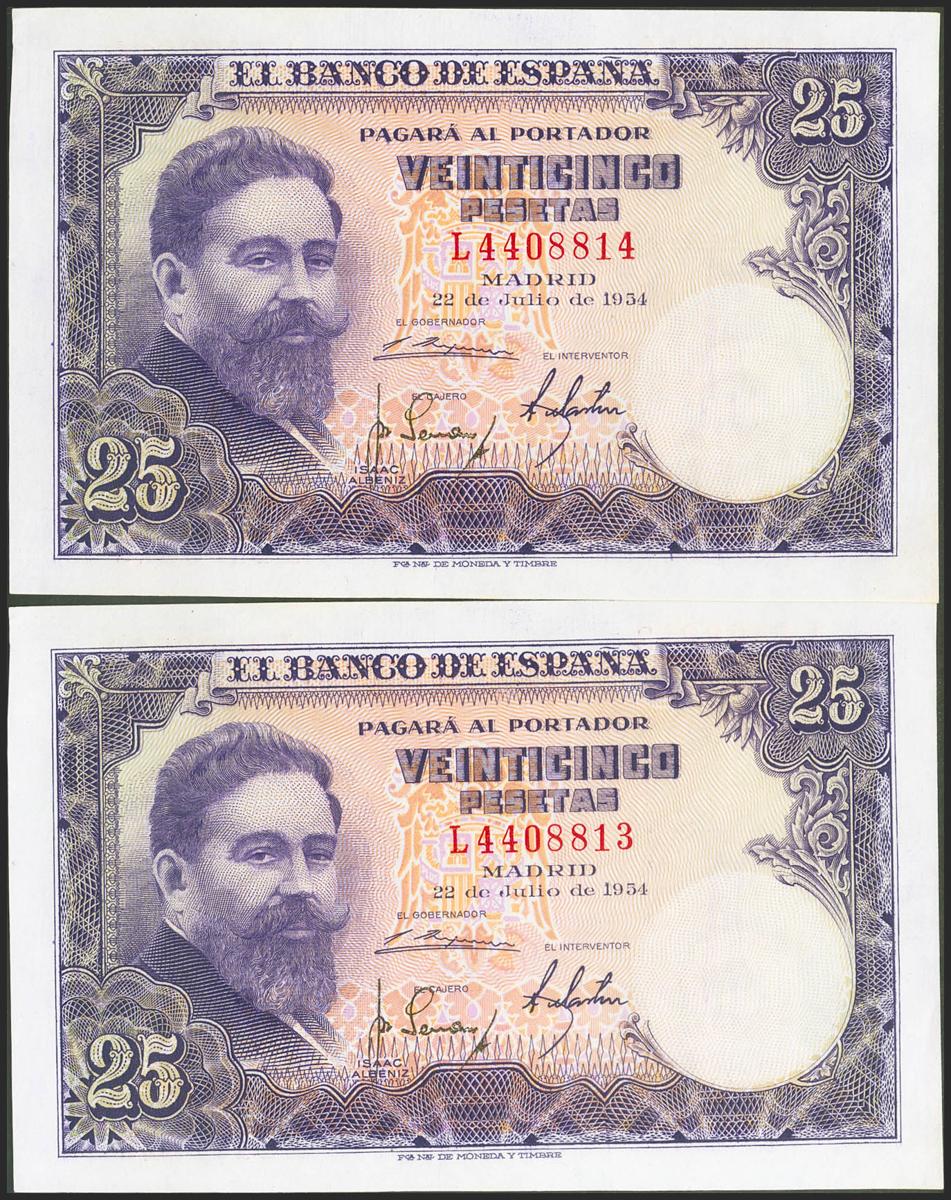 EL BANCO DE ESPAÑA
25
PAGARÁ AL PORTADOR
VEINTICINCO
PESETAS
L4408814
MADRID
22 de Julio de 1954
EL GOBERNADOR
EL INTERVENTOR
EL CAJERO
ISAAC
ALBÉNIZ
25
Fca. Nal. DE MONEDA Y TIMBRE
EL BANCO DE ESPAÑA
25
PAGARÁ AL PORTADOR
VEINTICINCO
PESETAS
L4408813
MADRID
22 de Julio de 1954
EL GOBERNADOR
EL INTERVENTOR
EL CAJERO
ISAAC
ALBÉNIZ
25
Fca. Nal. DE MONEDA Y TIMBRE